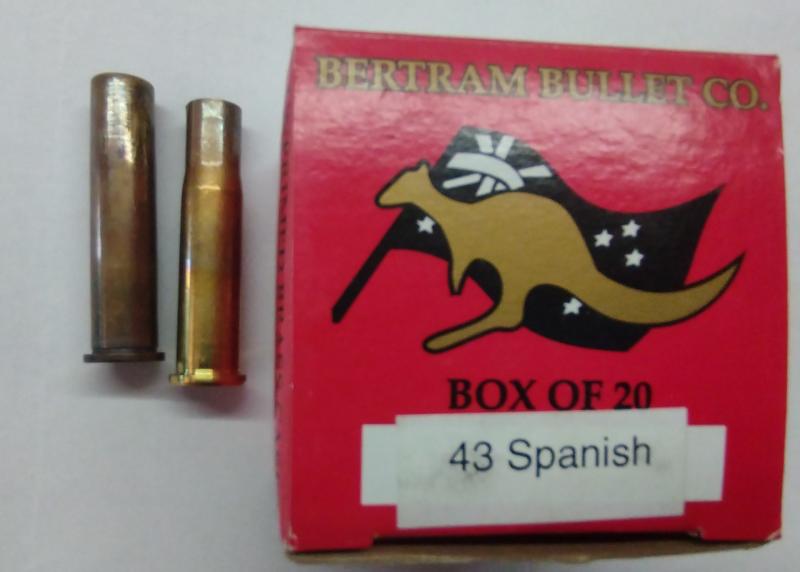 BERTRAM BULLET CO.
BOX OF 20
43 Spanish